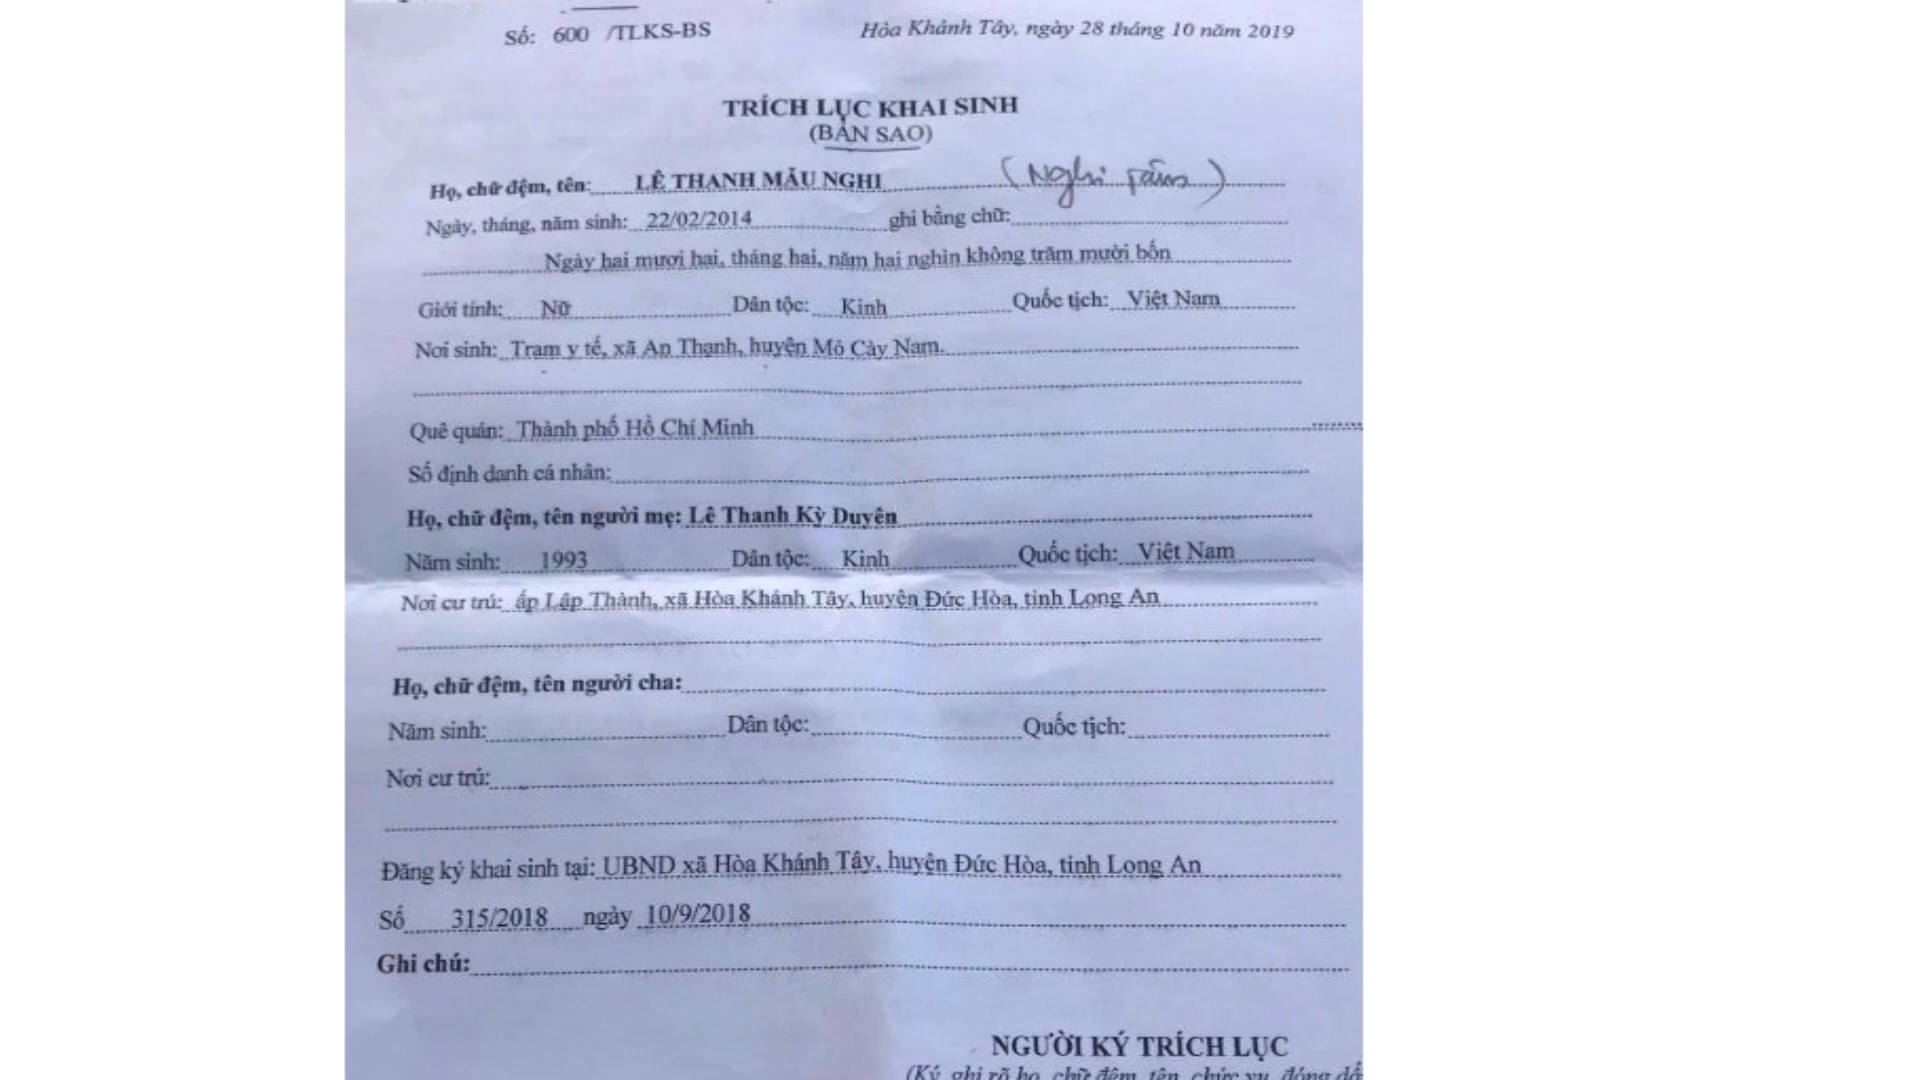 Số: 600 /TLKS-BS
Hòa Khánh Tây, ngày 28 tháng 10 năm 2019
TRÍCH LỤC KHAI SINH
(BẢN SAO)
Họ, chữ đệm, tên: LÊ THANH MẪU NGHI (Nghi
Ngày, tháng, năm sinh: 22/02/2014 ghi bằng chữ:
Ngày hai mươi hai, tháng hai, năm hai nghìn không trăm mười bốn
Giới tính: Nữ Dân tộc: Kinh Quốc tịch: Việt Nam
Nơi sinh: Trạm y tế, xã An Thạnh, huyện Mỏ Cày Nam.
Quê quán: Thành phố Hồ Chí Minh
Số định danh cá nhân:
Họ, chữ đệm, tên người mẹ: Lê Thanh Kỳ Duyên
Năm sinh: 1993 Dân tộc: Kinh Quốc tịch: Việt Nam
Nơi cư trú: ấp Lập Thành, xã Hòa Khánh Tây, huyện Đức Hòa, tỉnh Long An
Họ, chữ đệm, tên người cha:
Năm sinh: Dân tộc: Quốc tịch:
Nơi cư trú:
Đăng ký khai sinh tại: UBND xã Hòa Khánh Tây, huyện Đức Hòa, tỉnh Long An
Số 315/2018 ngày 10/9/2018
Ghi chú:
NGƯỜI KÝ TRÍCH LỤC
(Ký, ghi rõ họ, chữ đệm, tên, chức vụ, đóng dấ